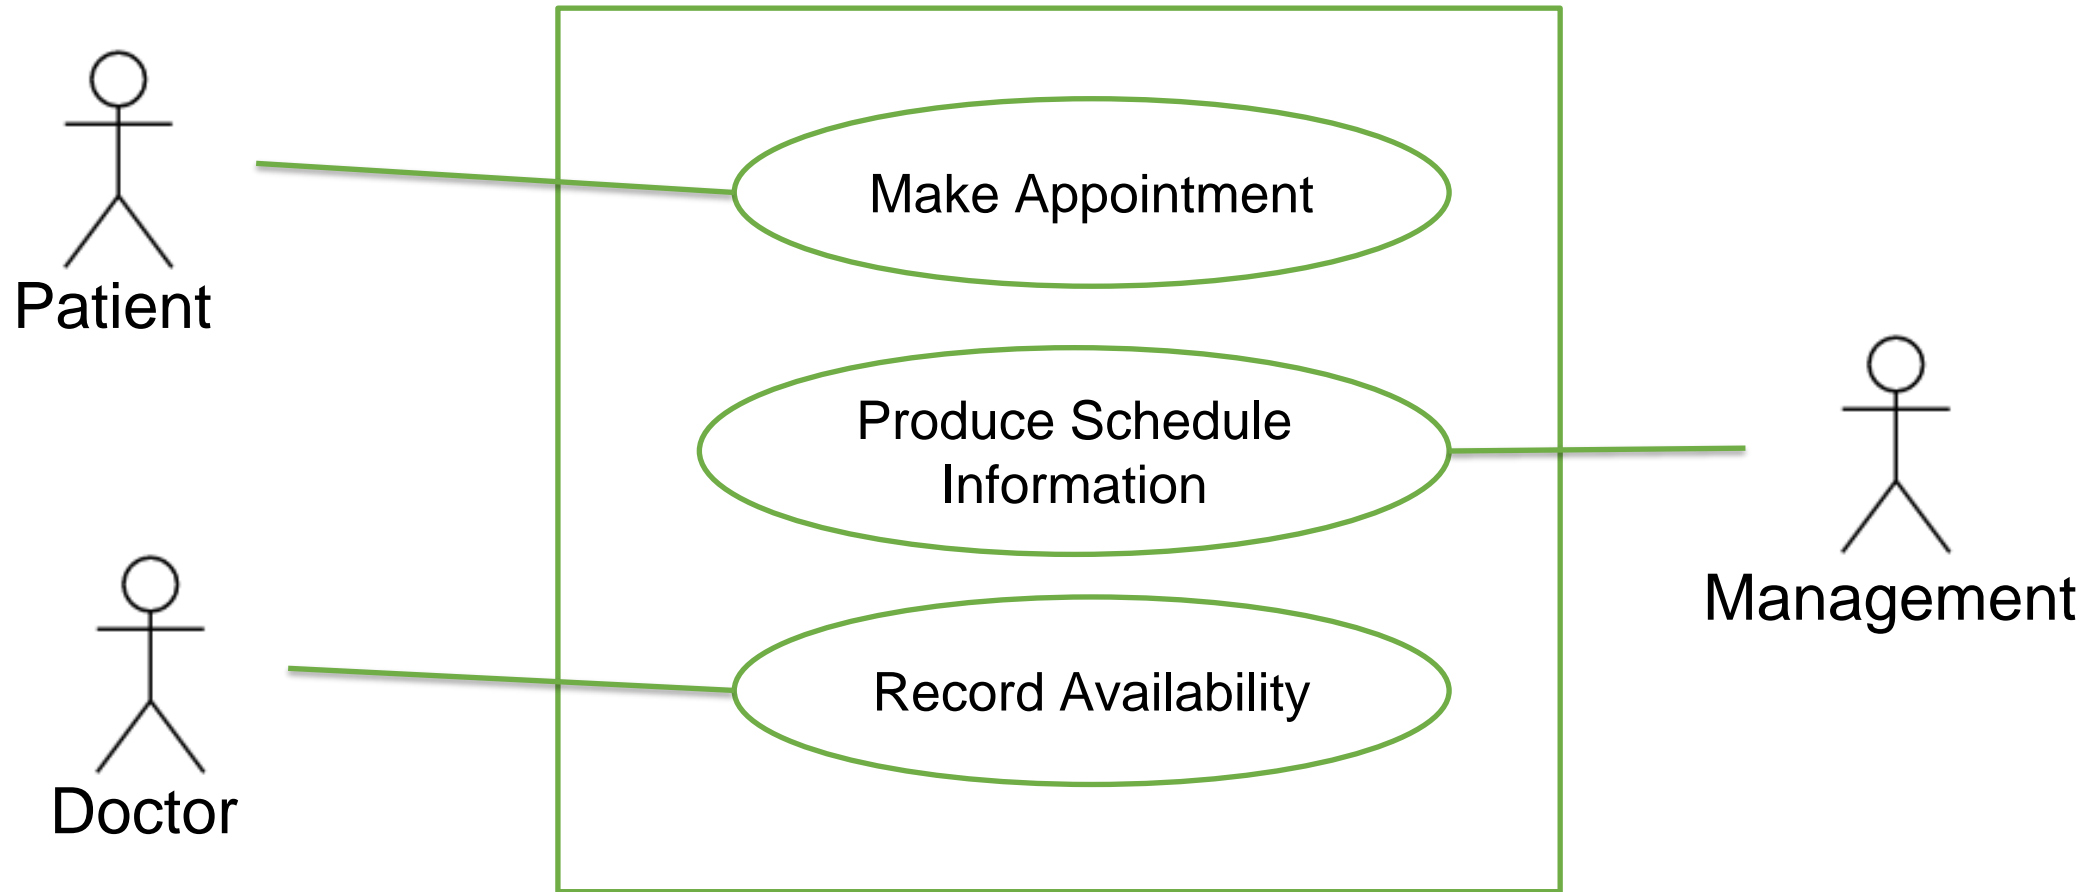 Make Appointment
Patient
Produce Schedule
Information
Management
Record Availability
Doctor